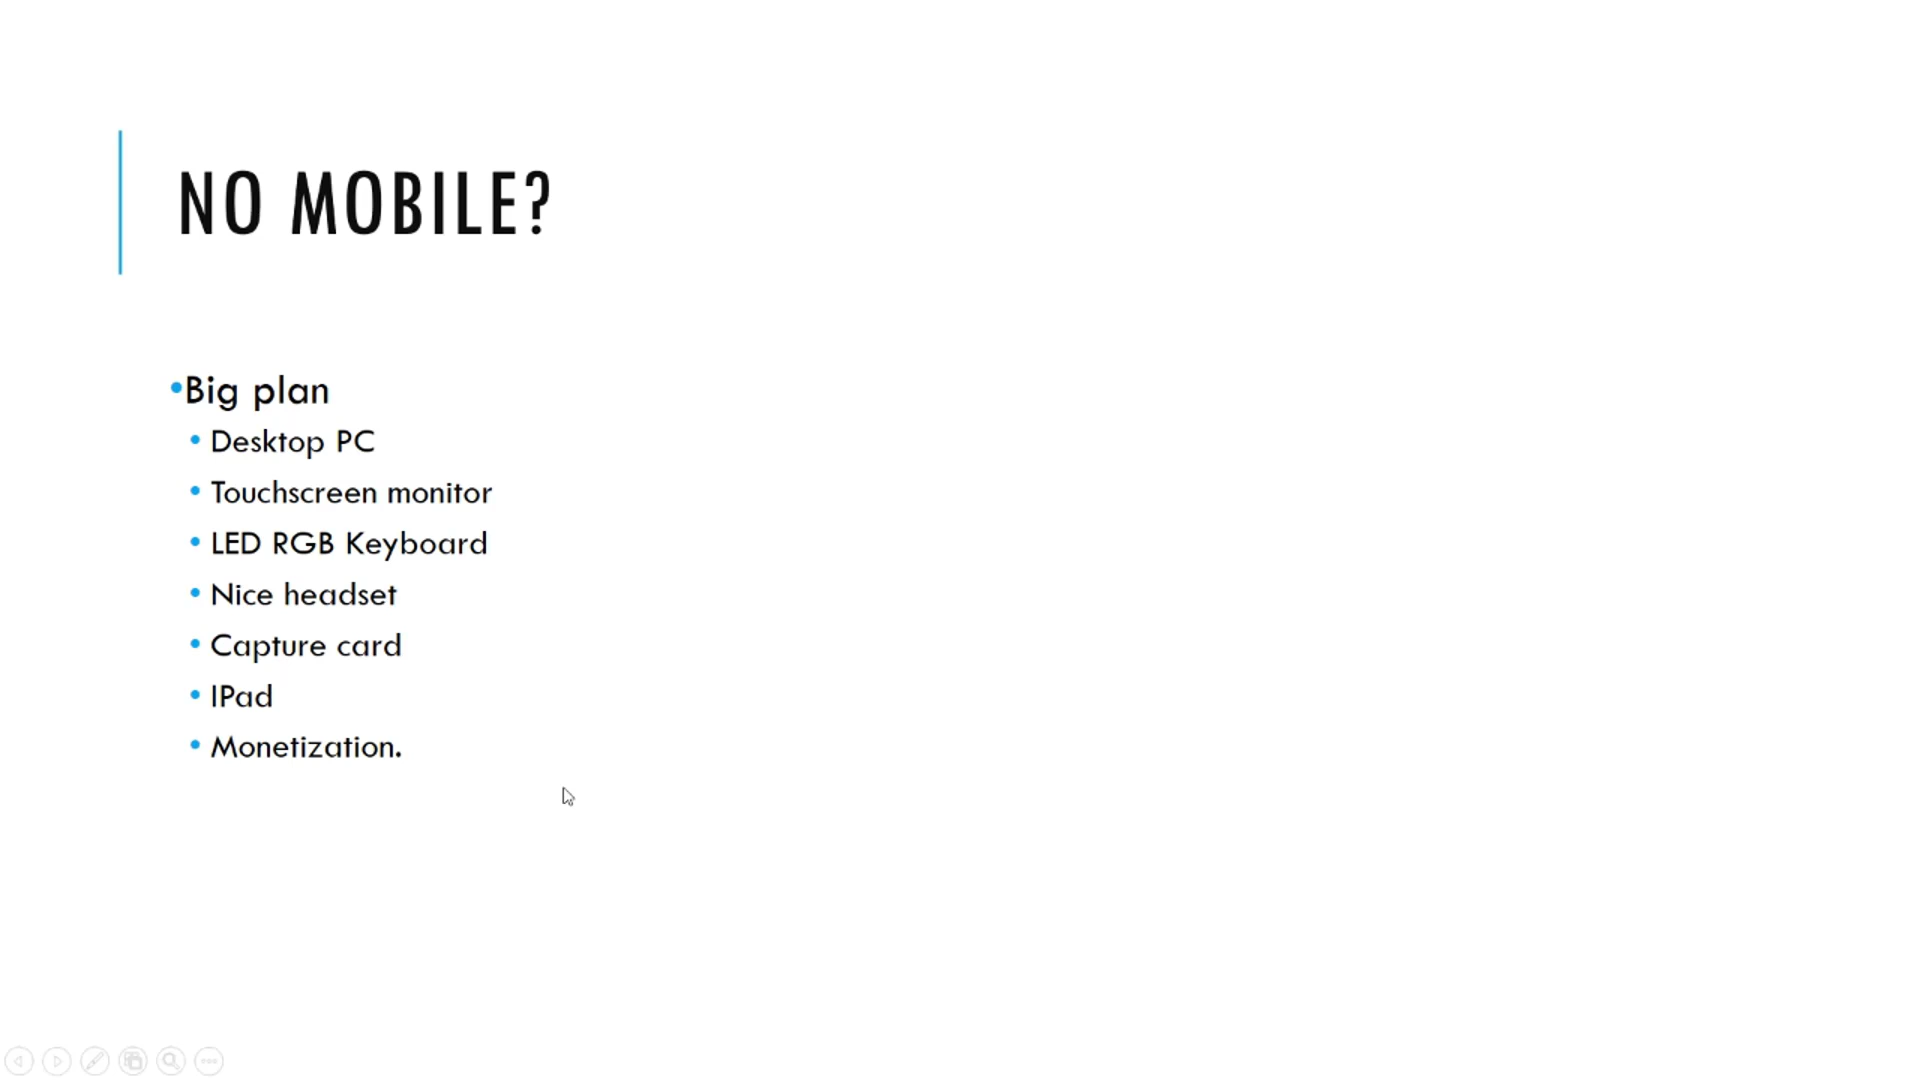 NO MOBILE?
•Big plan
• Desktop PC
• Touchscreen monitor
• LED RGB Keyboard
• Nice headset
• Capture card
• IPad
• Monetization.